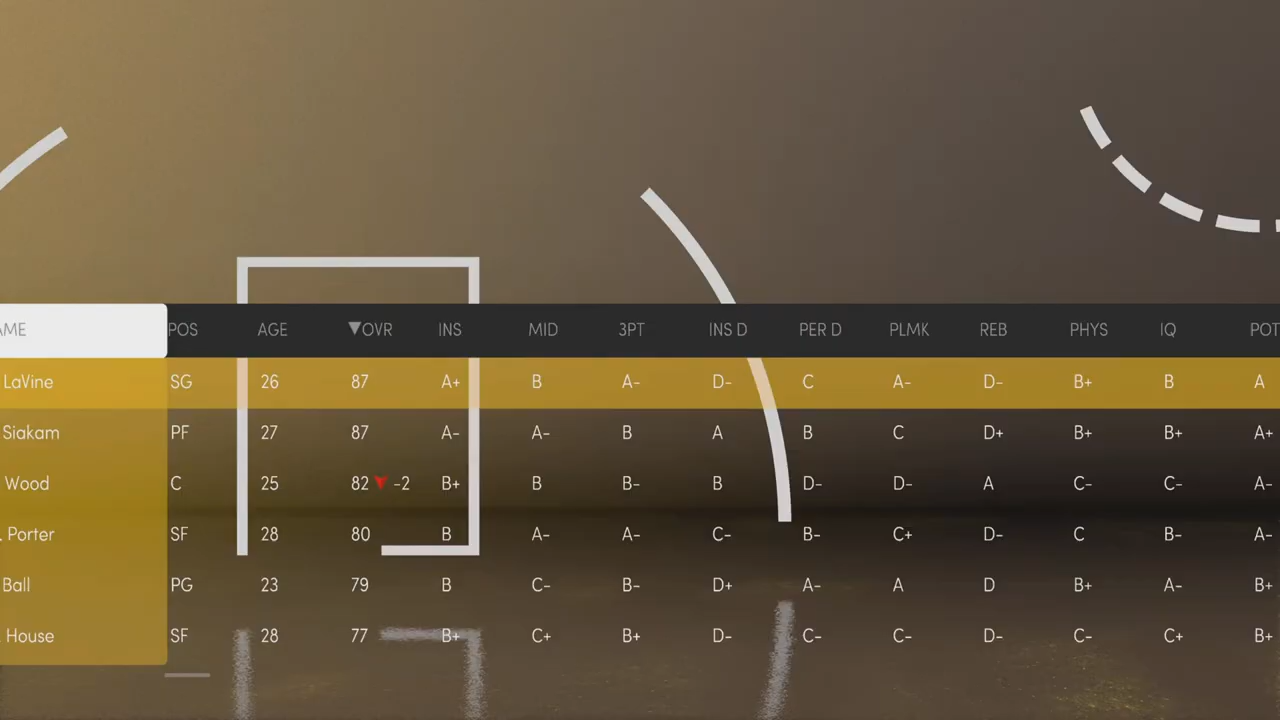 AME POS AGE ▼OVR INS MID 3PT INS D PER D PLMK REB PHYS IQ POT
LaVine SG 26 87 A+ B A- D- C A- D- B+ B A
Siakam PF 27 87 A- A- B A B C D+ B+ B+ A+
Wood C 25 82 -2 B+ B B- B D- D- A C- C- A-
. Porter SF 28 80 B A- A- C- B- C+ D- C B- A-
Ball PG 23 79 B C- B- D+ A- A D B+ A- B+
. House SF 28 77 B+ C+ B+ D- C- C- D- C- C+ B+